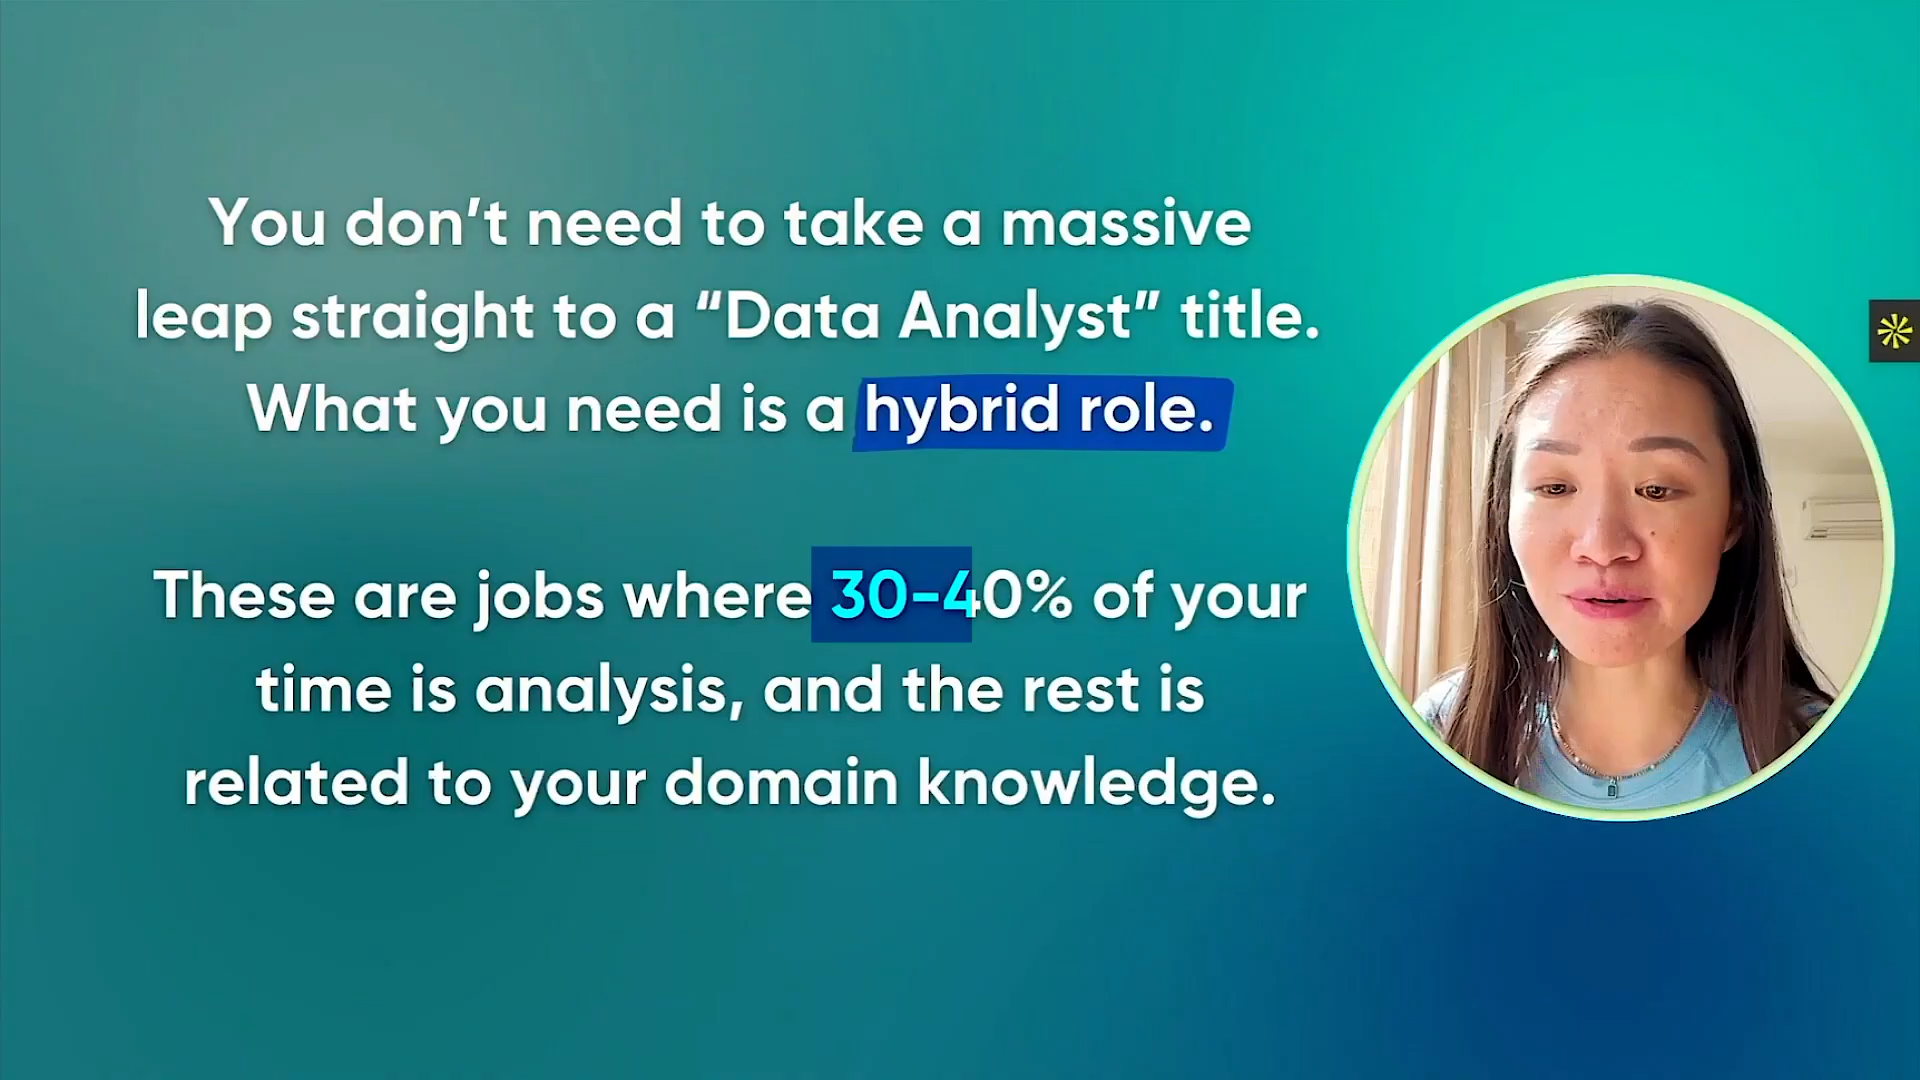 You don’t need to take a massive
leap straight to a “Data Analyst” title.
What you need is a hybrid role.
These are jobs where 30-40% of your
time is analysis, and the rest is
related to your domain knowledge.